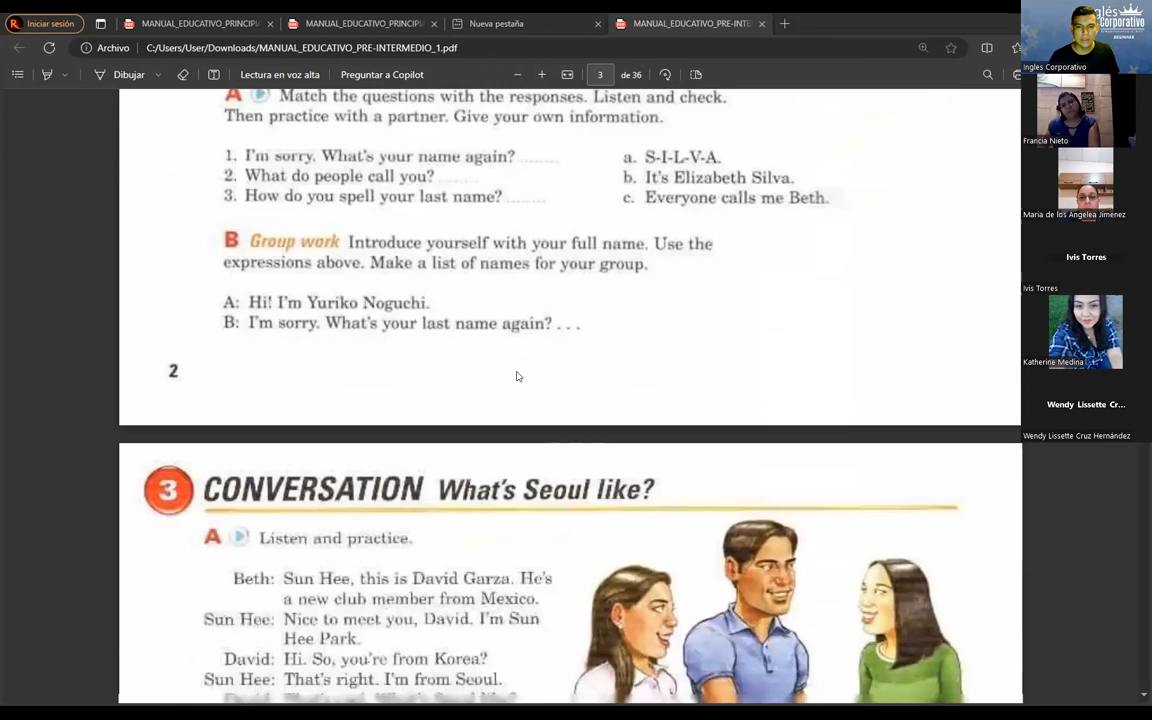 Iniciar sesión
MANUAL_EDUCATIVO_PRINCIPI
MANUAL_EDUCATIVO_PRINCIPI
Nueva pestaña
MANUAL_EDUCATIVO_PRE-INTE
Archivo
C:/Users/User/Downloads/MANUAL_EDUCATIVO_PRE-INTERMEDIO_1.pdf
Dibujar
Lectura en voz alta
Preguntar a Copilot
3
de 36
A Match the questions with the responses. Listen and check.
Then practice with a partner. Give your own information.
1. I'm sorry. What's your name again?
2. What do people call you?
3. How do you spell your last name?
a. S-I-L-V-A.
b. It's Elizabeth Silva.
c. Everyone calls me Beth.
B Group work Introduce yourself with your full name. Use the
expressions above. Make a list of names for your group.
A: Hi! I'm Yuriko Noguchi.
B: I'm sorry. What's your last name again? . . .
2
3 CONVERSATION What's Seoul like?
A Listen and practice.
Beth: Sun Hee, this is David Garza. He's
a new club member from Mexico.
Sun Hee: Nice to meet you, David. I'm Sun
Hee Park.
David: Hi. So, you're from Korea?
Sun Hee: That's right. I'm from Seoul.
Inglés
Corporativo
BEGINNER
Ingles Corporativo
Francia Nieto
Maria de los Angelea Jimenez
Ivis Torres
Ivis Torres
Katherine Medina
Wendy Lissette Cr...
Wendy Lissette Cruz Hernández